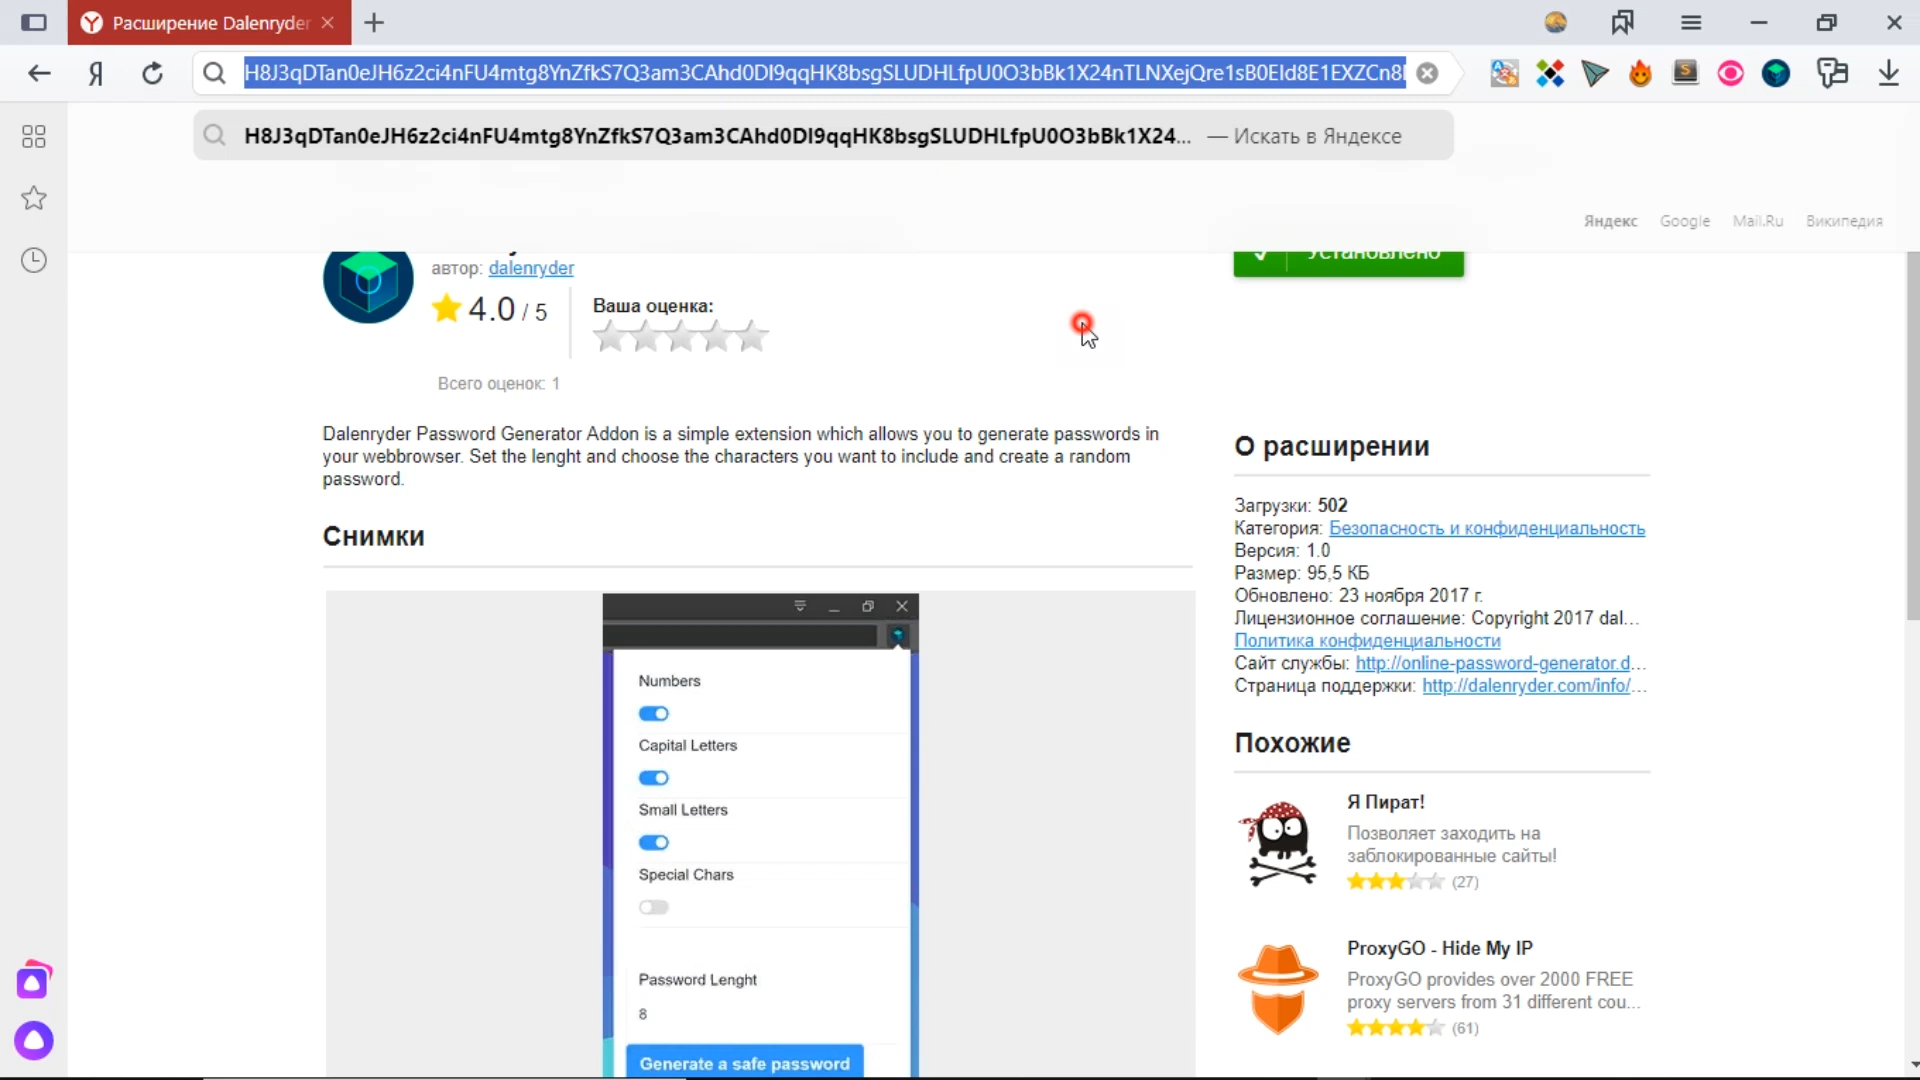 Расширение Dalenryder
H8J3qDTan0eJH6z2ci4nFU4mtg8YnZfkS7Q3am3CAhd0DI9qqHK8bsgSLUDHLfpU0O3bBk1X24nTLNXejQre1sB0EId8E1EXZCn8I
H8J3qDTan0eJH6z2ci4nFU4mtg8YnZfkS7Q3am3CAhd0DI9qqHK8bsgSLUDHLfpU0O3bBk1X24... — Искать в Яндексе
Яндекс Google Mail.Ru Википедия
автор: dalenryder
Установлено
4.0 / 5
Ваша оценка:
Всего оценок: 1
Dalenryder Password Generator Addon is a simple extension which allows you to generate passwords in
your webbrowser. Set the lenght and choose the characters you want to include and create a random
password.
Снимки
Numbers
Capital Letters
Small Letters
Special Chars
Password Lenght
8
Generate a safe password
О расширении
Загрузки: 502
Категория: Безопасность и конфиденциальность
Версия: 1.0
Размер: 95,5 КБ
Обновлено: 23 ноября 2017 г.
Лицензионное соглашение: Copyright 2017 dal...
Политика конфиденциальности
Сайт службы: http://online-password-generator.d...
Страница поддержки: http://dalenryder.com/info/...
Похожие
Я Пират!
Позволяет заходить на
заблокированные сайты!
(27)
ProxyGO - Hide My IP
ProxyGO provides over 2000 FREE
proxy servers from 31 different cou...
(61)